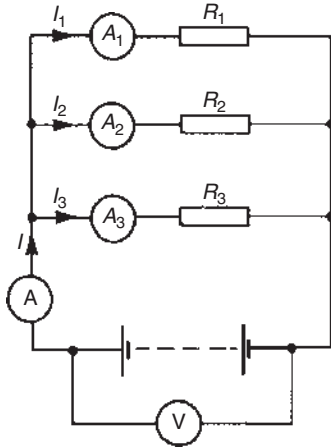 I₁ A₁ R₁
I₂ A₂ R₂
I₃ A₃ R₃
I
A
V